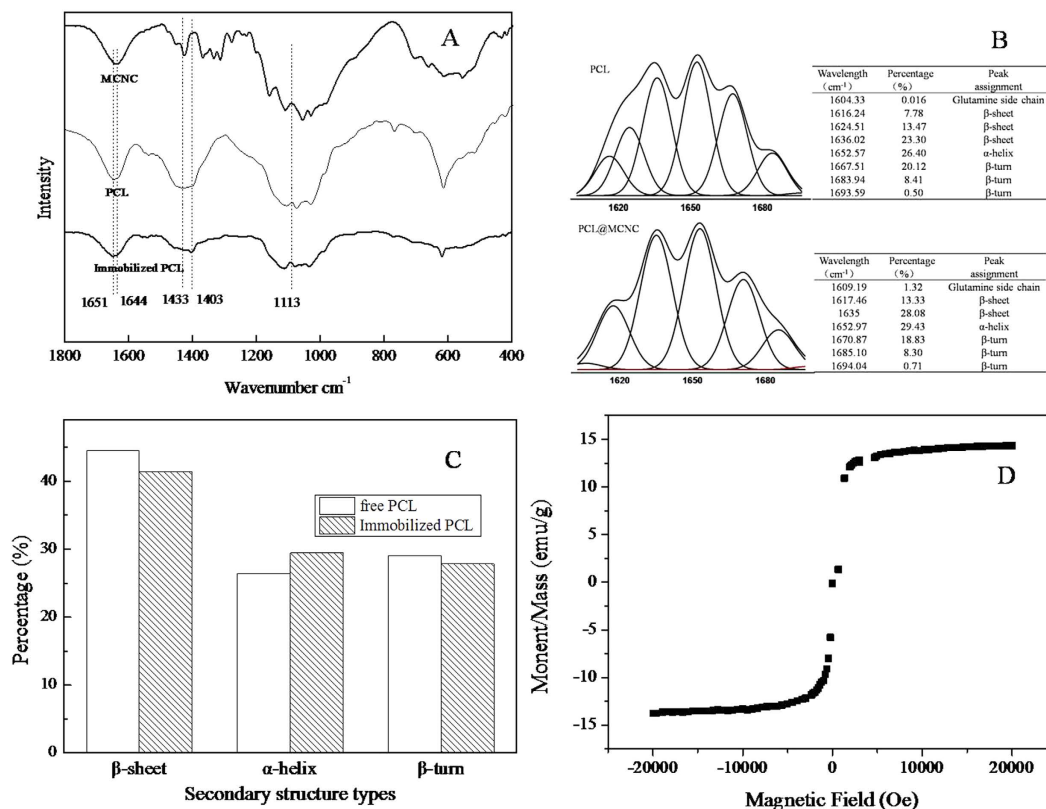 A
MCNC
PCL
Immobilized PCL
1651 1644 1433 1403 1113
Intensity
1800 1600 1400 1200 1000 800 600 400
Wavenumber cm⁻¹
B
PCL
1620 1650 1680
Wavelength (cm⁻¹) Percentage (%) Peak assignment
1604.33 0.016 Glutamine side chain
1616.24 7.78 β-sheet
1624.51 13.47 β-sheet
1636.02 23.30 β-sheet
1652.57 26.40 α-helix
1667.51 20.12 β-turn
1683.94 8.41 β-turn
1693.59 0.50 β-turn
PCL@MCNC
1620 1650 1680
Wavelength (cm⁻¹) Percentage (%) Peak assignment
1609.19 1.32 Glutamine side chain
1617.46 13.33 β-sheet
1635 28.08 β-sheet
1652.97 29.43 α-helix
1670.87 18.83 β-turn
1685.10 8.30 β-turn
1694.04 0.71 β-turn
C
free PCL
Immobilized PCL
Percentage (%)
40
30
20
10
0
β-sheet α-helix β-turn
Secondary structure types
D
Monent/Mass (emu/g)
15
10
5
0
-5
-10
-15
-20000 -10000 0 10000 20000
Magnetic Field (Oe)